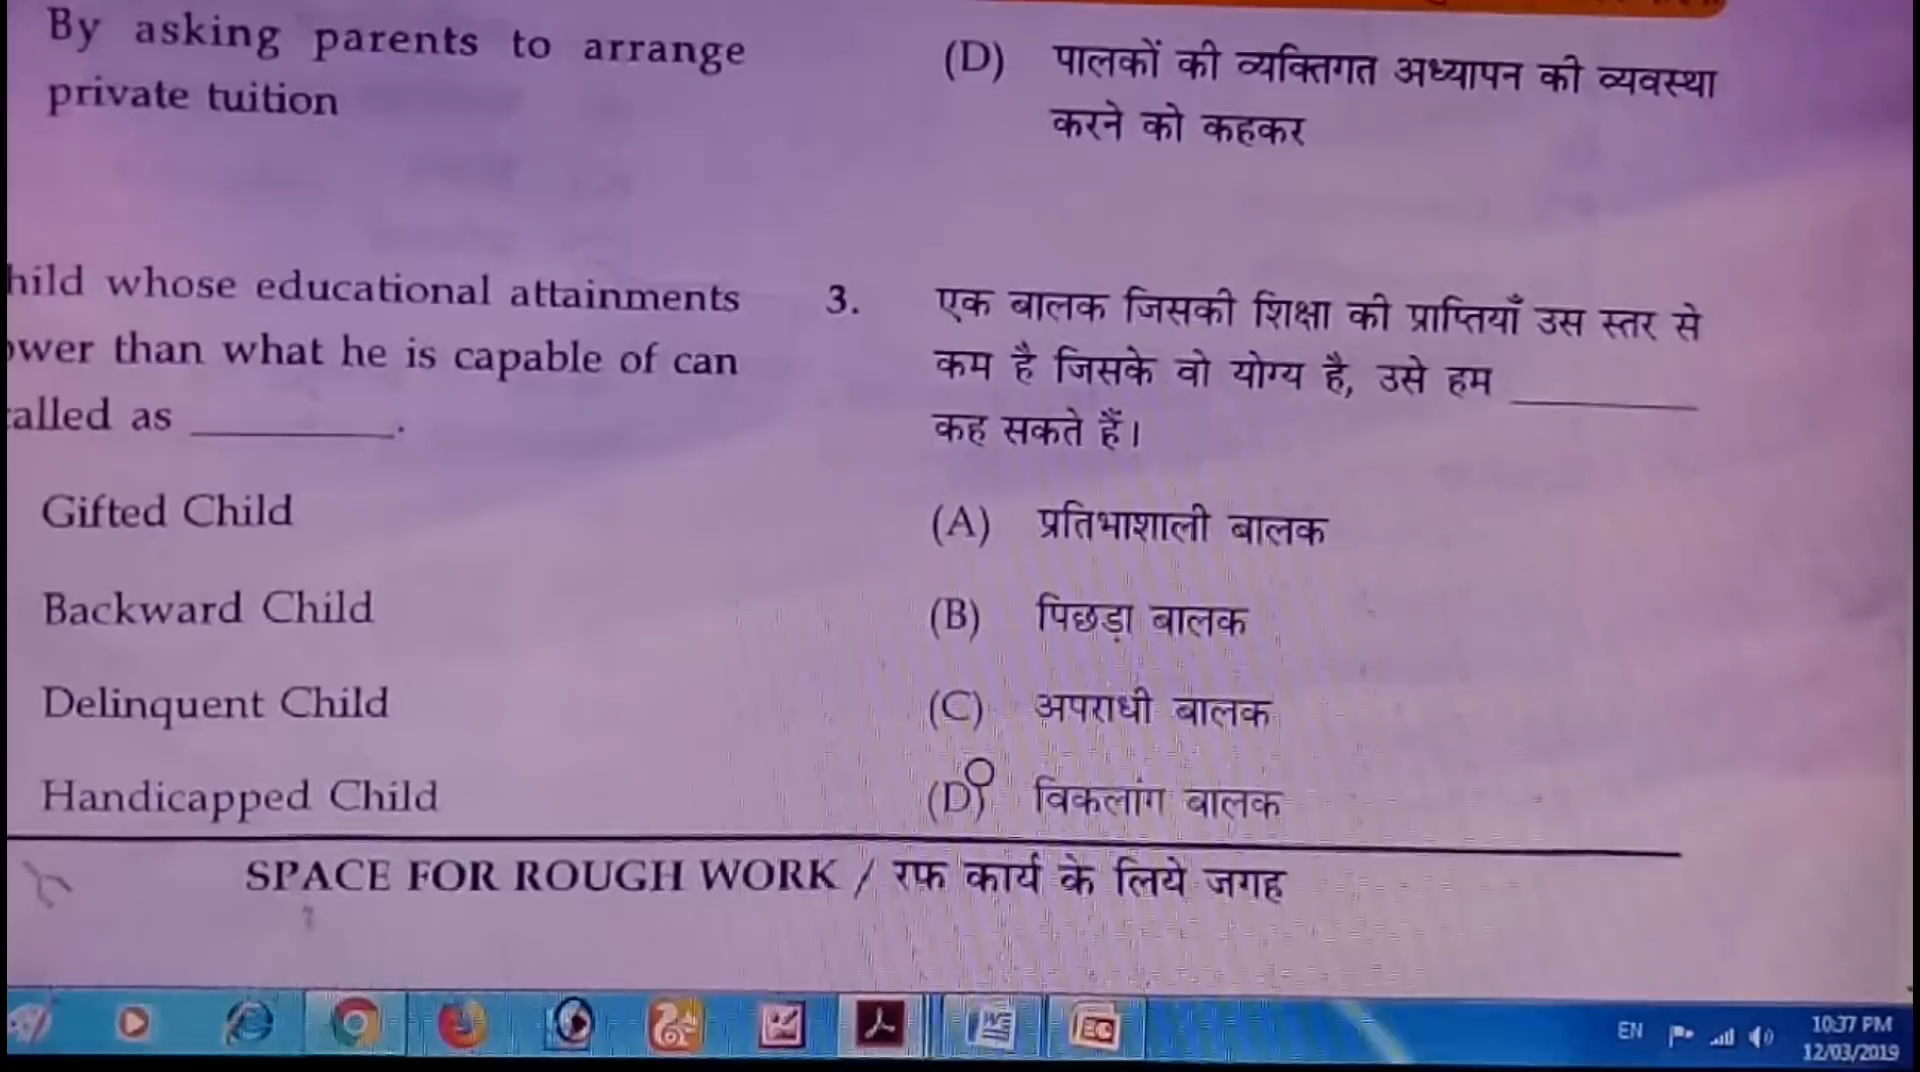 By asking parents to arrange
private tuition
(D) पालकों की व्यक्तिगत अध्यापन की व्यवस्था
करने को कहकर
hild whose educational attainments
ower than what he is capable of can
called as ________.
Gifted Child
Backward Child
Delinquent Child
Handicapped Child
3. एक बालक जिसकी शिक्षा की प्राप्तियाँ उस स्तर से
कम है जिसके वो योग्य है, उसे हम ________
कह सकते हैं।
(A) प्रतिभाशाली बालक
(B) पिछड़ा बालक
(C) अपराधी बालक
(D) विकलांग बालक
SPACE FOR ROUGH WORK / रफ कार्य के लिये जगह
EN
10:37 PM
12/03/2019